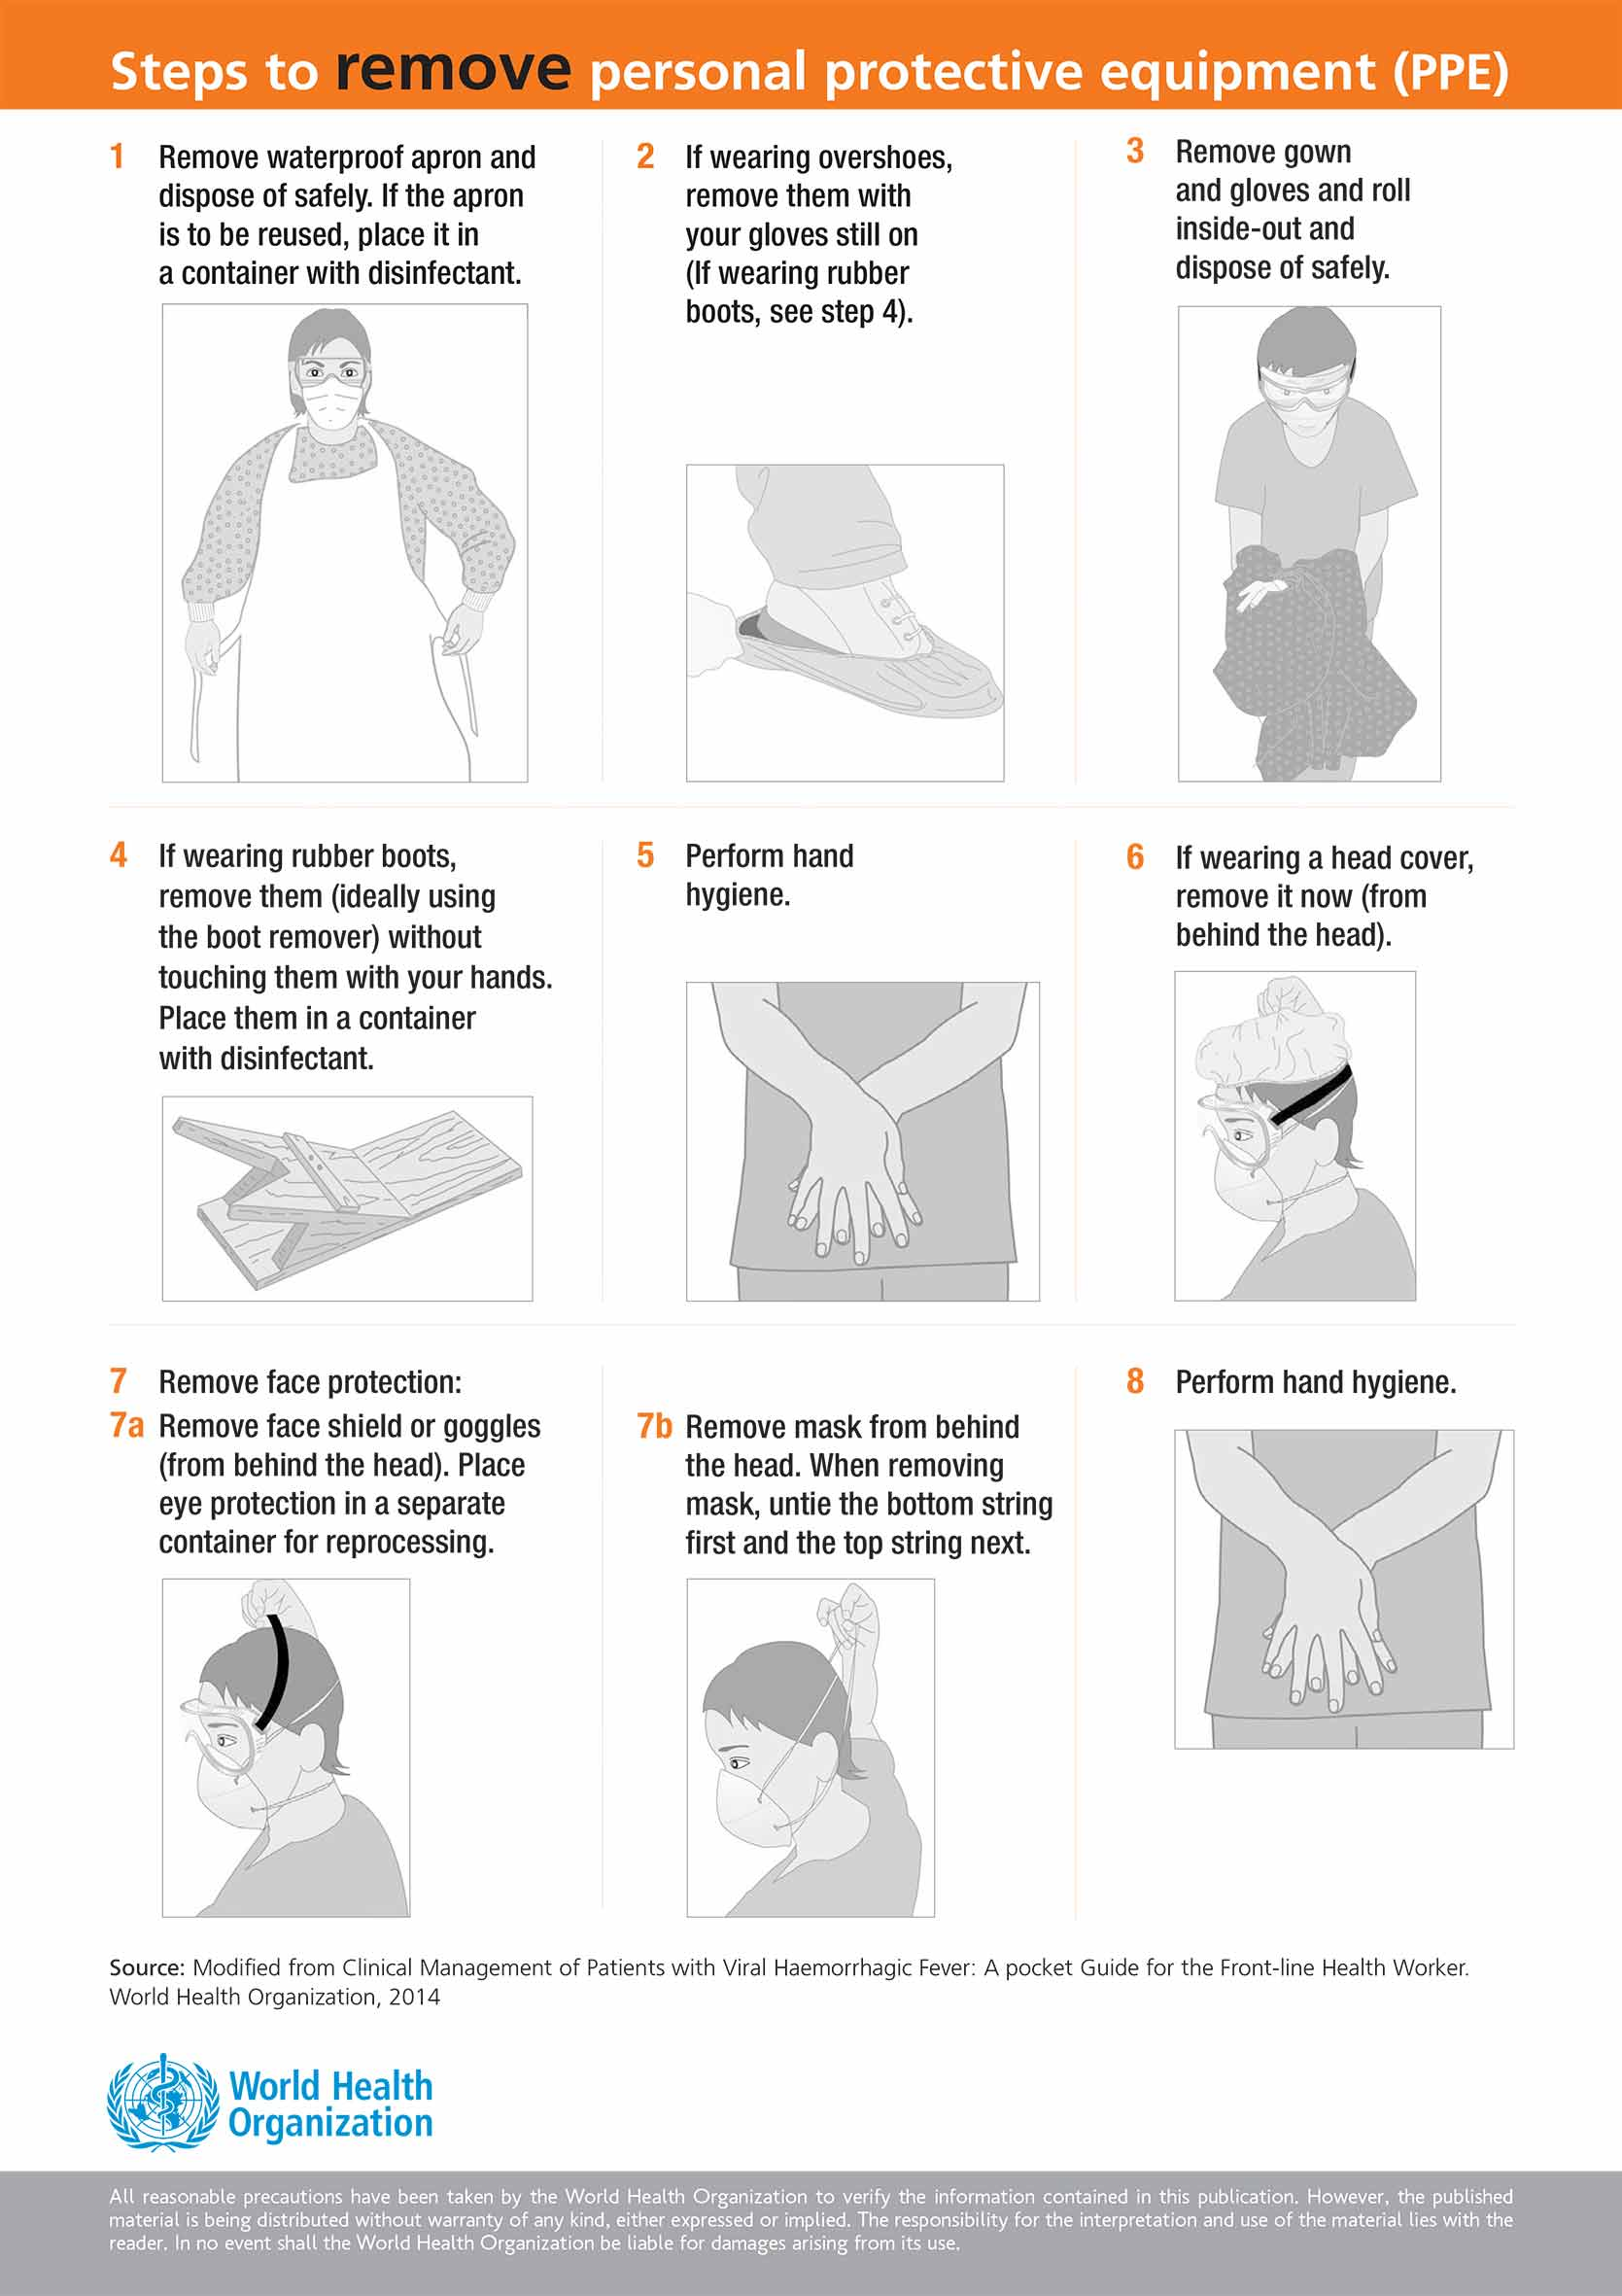 Steps to remove personal protective equipment (PPE)
1 Remove waterproof apron and
dispose of safely. If the apron
is to be reused, place it in
a container with disinfectant.
2 If wearing overshoes,
remove them with
your gloves still on
(If wearing rubber
boots, see step 4).
3 Remove gown
and gloves and roll
inside-out and
dispose of safely.
4 If wearing rubber boots,
remove them (ideally using
the boot remover) without
touching them with your hands.
Place them in a container
with disinfectant.
5 Perform hand
hygiene.
6 If wearing a head cover,
remove it now (from
behind the head).
7 Remove face protection:
7a Remove face shield or goggles
(from behind the head). Place
eye protection in a separate
container for reprocessing.
7b Remove mask from behind
the head. When removing
mask, untie the bottom string
first and the top string next.
8 Perform hand hygiene.
Source: Modified from Clinical Management of Patients with Viral Haemorrhagic Fever: A pocket Guide for the Front-line Health Worker.
World Health Organization, 2014
World Health
Organization
All reasonable precautions have been taken by the World Health Organization to verify the information contained in this publication. However, the published
material is being distributed without warranty of any kind, either expressed or implied. The responsibility for the interpretation and use of the material lies with the
reader. In no event shall the World Health Organization be liable for damages arising from its use.